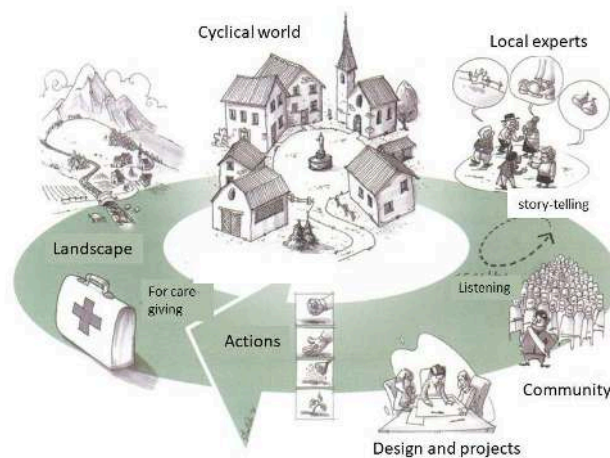 Cyclical world
Local experts
story-telling
Landscape
Listening
For care
giving
Actions
Community
Design and projects